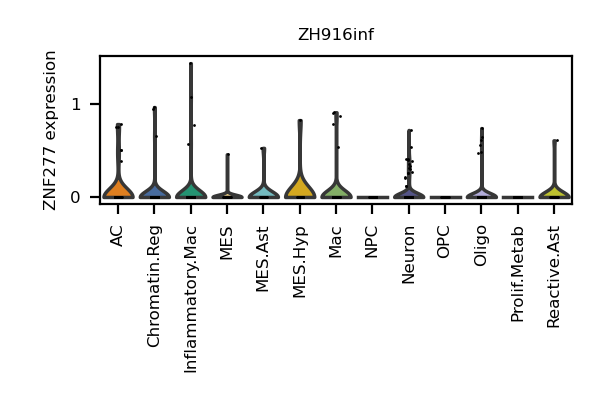 ZH916inf
ZNF277 expression
1
0
AC
Chromatin.Reg
Inflammatory.Mac
MES
MES.Ast
MES.Hyp
Mac
NPC
Neuron
OPC
Oligo
Prolif.Metab
Reactive.Ast